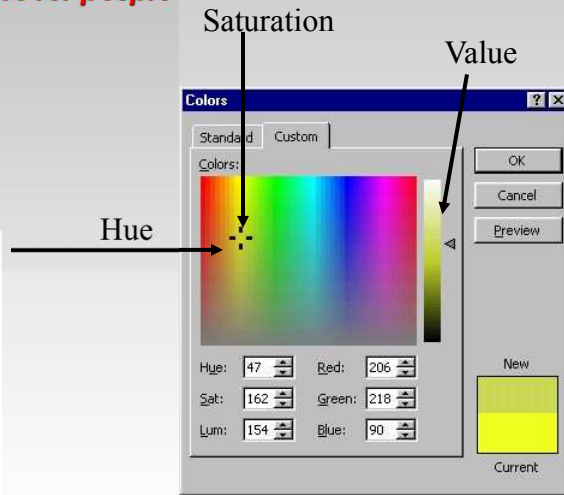 Saturation
Value
Colors
Standard Custom
Colors:
OK
Cancel
Preview
Hue
Hue: 47 Red: 206
Sat: 162 Green: 218
Lum: 154 Blue: 90
New
Current